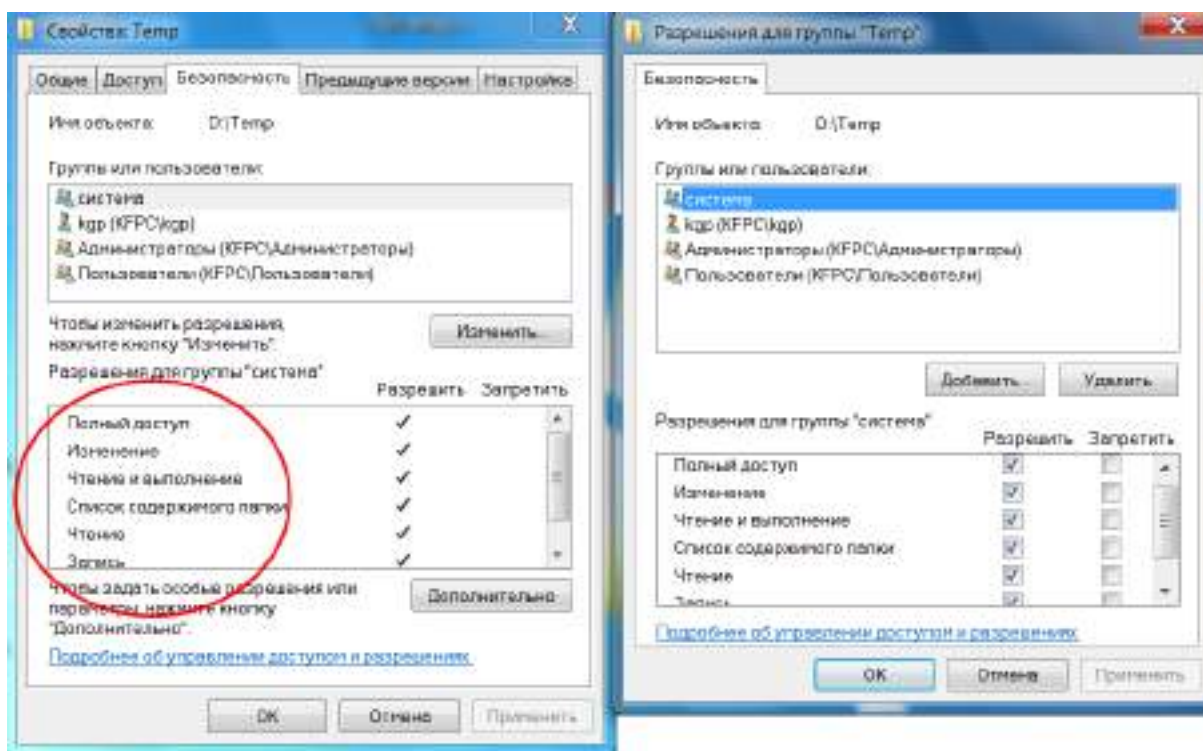 Свойства: Temp
Общие Доступ Безопасность Предыдущие версии Настройка
Имя объекта: D:\Temp
Группы или пользователи:
система
kgp (KFPC\kgp)
Администраторы (KFPC\Администраторы)
Пользователи (KFPC\Пользователи)
Чтобы изменить разрешения,
нажмите кнопку "Изменить".
Изменить...
Разрешения для группы "система"
Разрешить Запретить
Полный доступ
Изменение
Чтение и выполнение
Список содержимого папки
Чтение
Запись
Чтобы задать особые разрешения или
параметры, нажмите кнопку
"Дополнительно".
Дополнительно
Подробнее об управлении доступом и разрешениях
ОК Отмена Применить
Разрешения для группы "Temp"
Безопасность
Имя объекта: D:\Temp
Группы или пользователи:
система
kgp (KFPC\kgp)
Администраторы (KFPC\Администраторы)
Пользователи (KFPC\Пользователи)
Добавить... Удалить
Разрешения для группы "система"
Разрешить Запретить
Полный доступ
Изменение
Чтение и выполнение
Список содержимого папки
Чтение
Запись
Подробнее об управлении доступом и разрешениях
ОК Отмена Применить